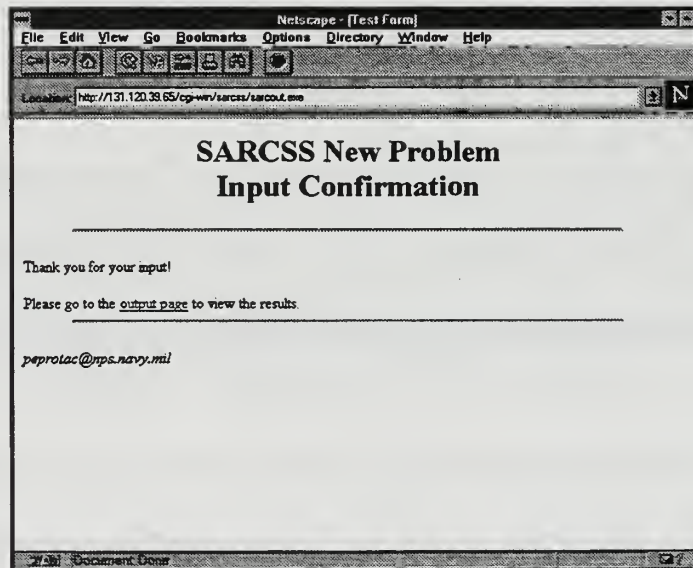 Netscape - [Test Form]
File Edit View Go Bookmarks Options Directory Window Help
Location: http://131.120.39.65/cgi-win/sarcss/sarcout.exe
N
SARCSS New Problem
Input Confirmation
Thank you for your input!
Please go to the output page to view the results.
peprotac@nps.navy.mil
Document: Done